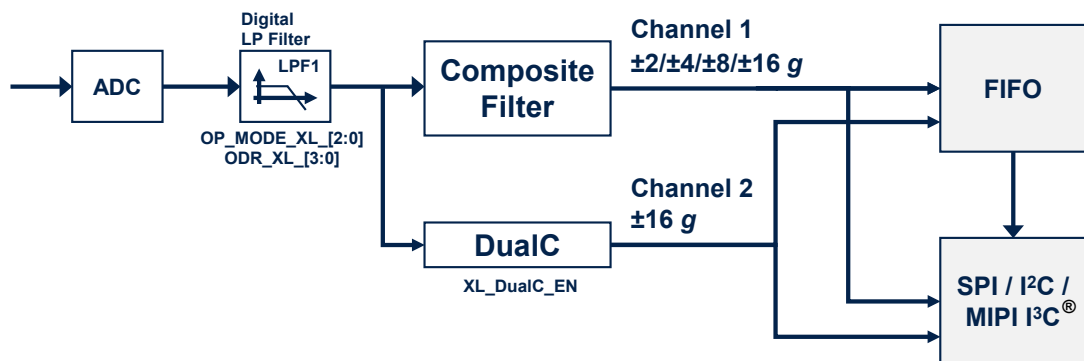 Digital
LP Filter
ADC
LPF1
OP_MODE_XL_[2:0]
ODR_XL_[3:0]
Composite
Filter
Channel 1
±2/±4/±8/±16 g
FIFO
Channel 2
±16 g
DualC
XL_DualC_EN
SPI / I²C /
MIPI I³C®